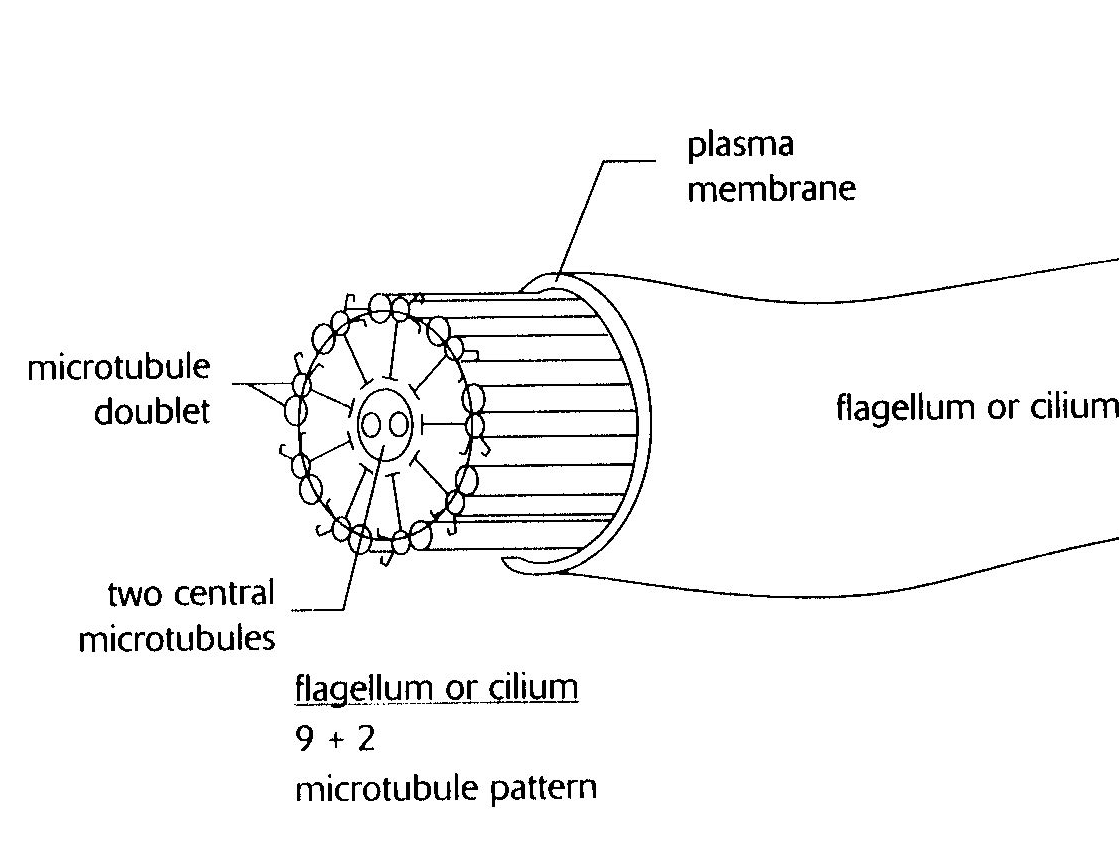 plasma
membrane
microtubule
doublet
flagellum or cilium
two central
microtubules
flagellum or cilium
9 + 2
microtubule pattern